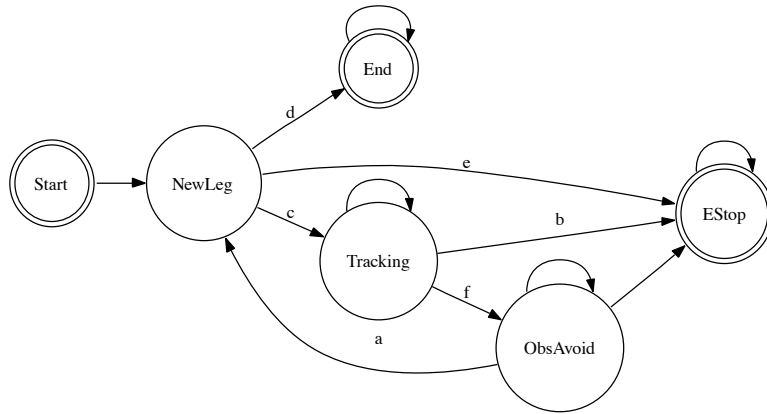 End
d
e
Start
NewLeg
EStop
c
b
Tracking
f
a
ObsAvoid